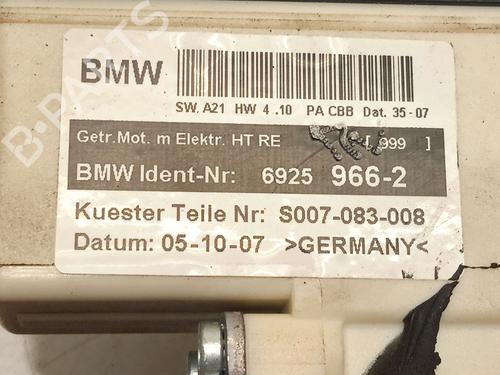 BMW
SW. A21 HW 4 .10 PA CBB Dat. 35-07
Getr.Mot. m Elektr. HT RE [ 999 ]
BMW Ident-Nr: 6925 966-2
Kuester Teile Nr: S007-083-008
Datum: 05-10-07 >GERMANY<
B-PARTS